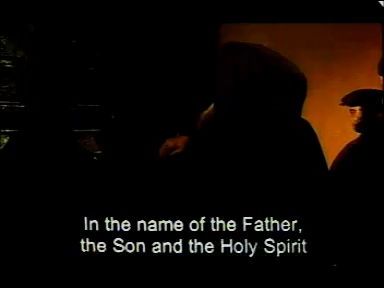 In the name of the Father,
the Son and the Holy Spirit